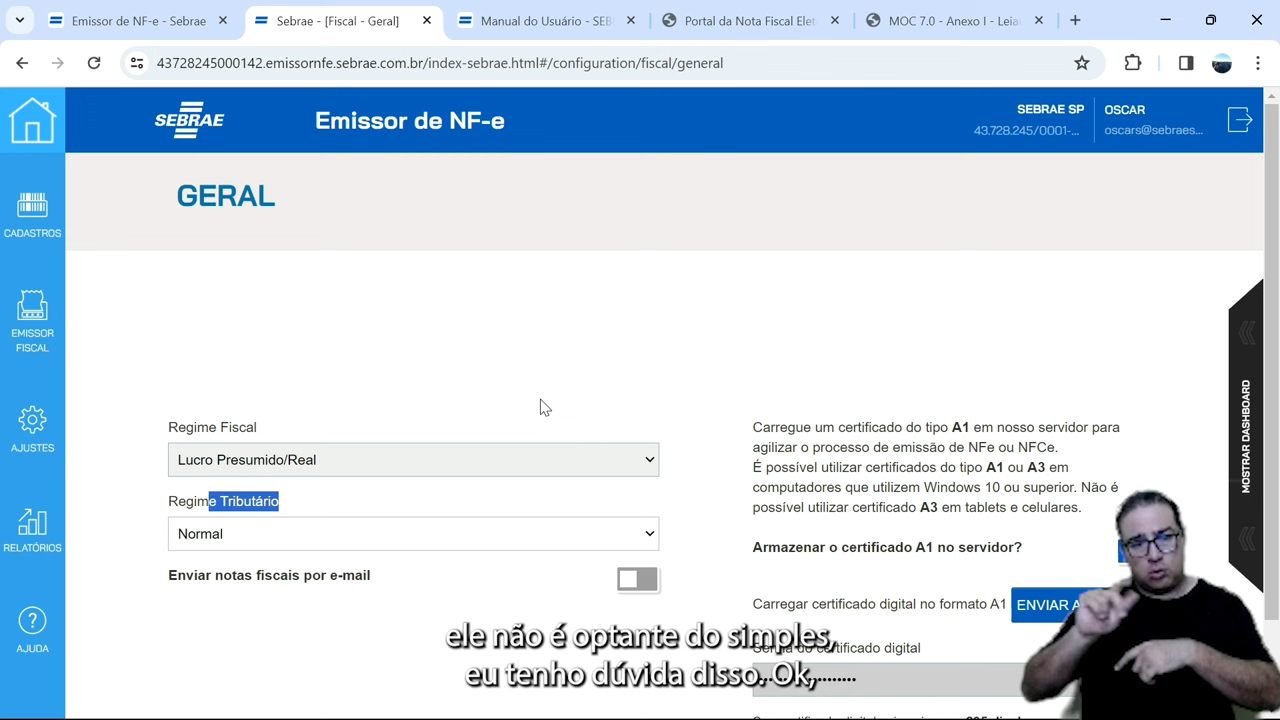 Emissor de NF-e - Sebrae
Sebrae - [Fiscal - Geral]
Manual do Usuário - SEB
Portal da Nota Fiscal Elet
MOC 7.0 - Anexo I - Leia
43728245000142.emissornfe.sebrae.com.br/index-sebrae.html#/configuration/fiscal/general
SEBRAE
Emissor de NF-e
SEBRAE SP
43.728.245/0001-...
OSCAR
oscars@sebraes...
GERAL
CADASTROS
EMISSOR
FISCAL
AJUSTES
RELATÓRIOS
AJUDA
MOSTRAR DASHBOARD
Regime Fiscal
Lucro Presumido/Real
Regime Tributário
Normal
Enviar notas fiscais por e-mail
Carregue um certificado do tipo A1 em nosso servidor para
agilizar o processo de emissão de NFe ou NFCe.
É possível utilizar certificados do tipo A1 ou A3 em
computadores que utilizem Windows 10 ou superior. Não é
possível utilizar certificado A3 em tablets e celulares.
Armazenar o certificado A1 no servidor?
Carregar certificado digital no formato A1
ENVIAR A
Senha do certificado digital
ele não é optante do simples,
eu tenho dúvida disso. Ok,